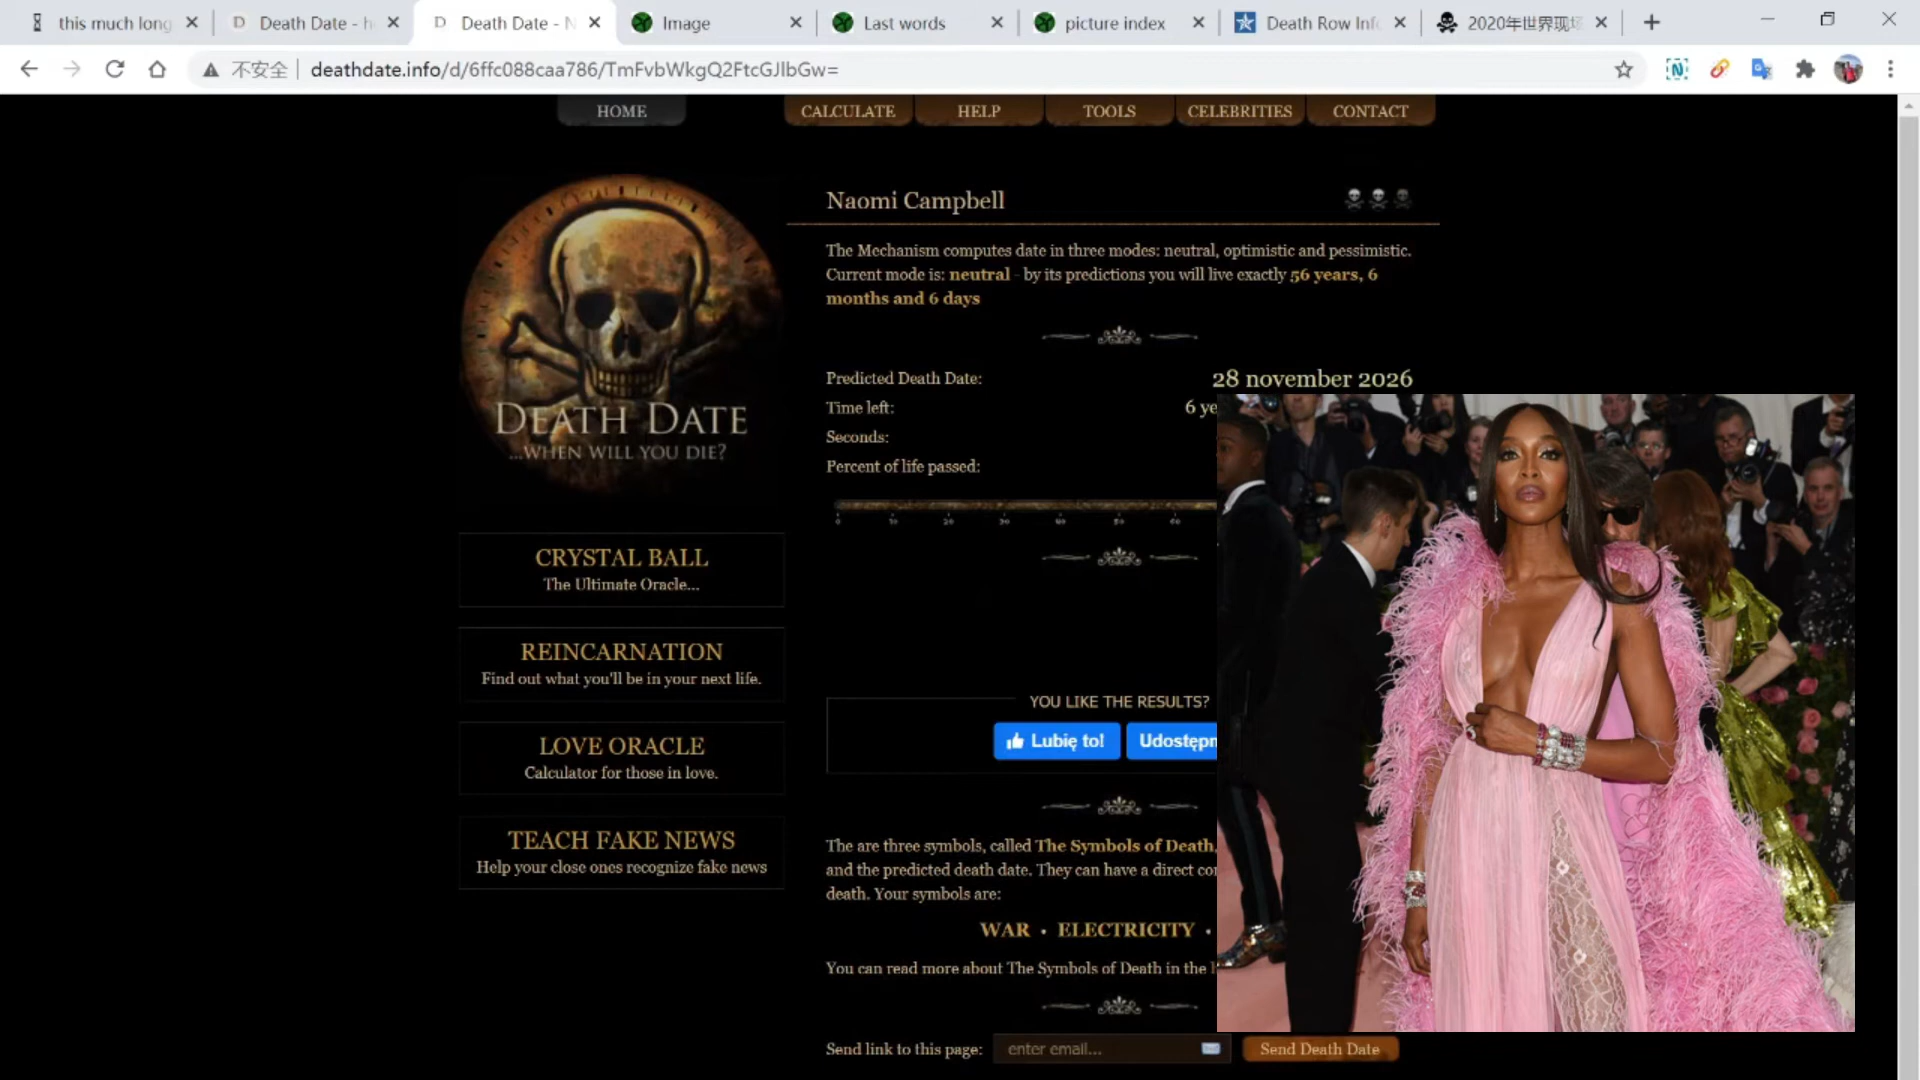 this much long
Death Date - h
Death Date - N
Image
Last words
picture index
Death Row Inf
2020年世界现场
不安全
deathdate.info/d/6ffc088caa786/TmFvbWkgQ2FtcGJlbGw=
HOME
CALCULATE
HELP
TOOLS
CELEBRITIES
CONTACT
Naomi Campbell
The Mechanism computes date in three modes: neutral, optimistic and pessimistic.
Current mode is: neutral - by its predictions you will live exactly 56 years, 6
months and 6 days
Predicted Death Date:
28 november 2026
Time left:
6 ye
Seconds:
Percent of life passed:
0 10 20 30 40 50 60
DEATH DATE
...WHEN WILL YOU DIE?
CRYSTAL BALL
The Ultimate Oracle...
REINCARNATION
Find out what you'll be in your next life.
LOVE ORACLE
Calculator for those in love.
TEACH FAKE NEWS
Help your close ones recognize fake news
YOU LIKE THE RESULTS?
Lubię to!
Udostępn
The are three symbols, called The Symbols of Death,
and the predicted death date. They can have a direct co
death. Your symbols are:
WAR • ELECTRICITY •
You can read more about The Symbols of Death in the
Send link to this page:
enter email...
Send Death Date